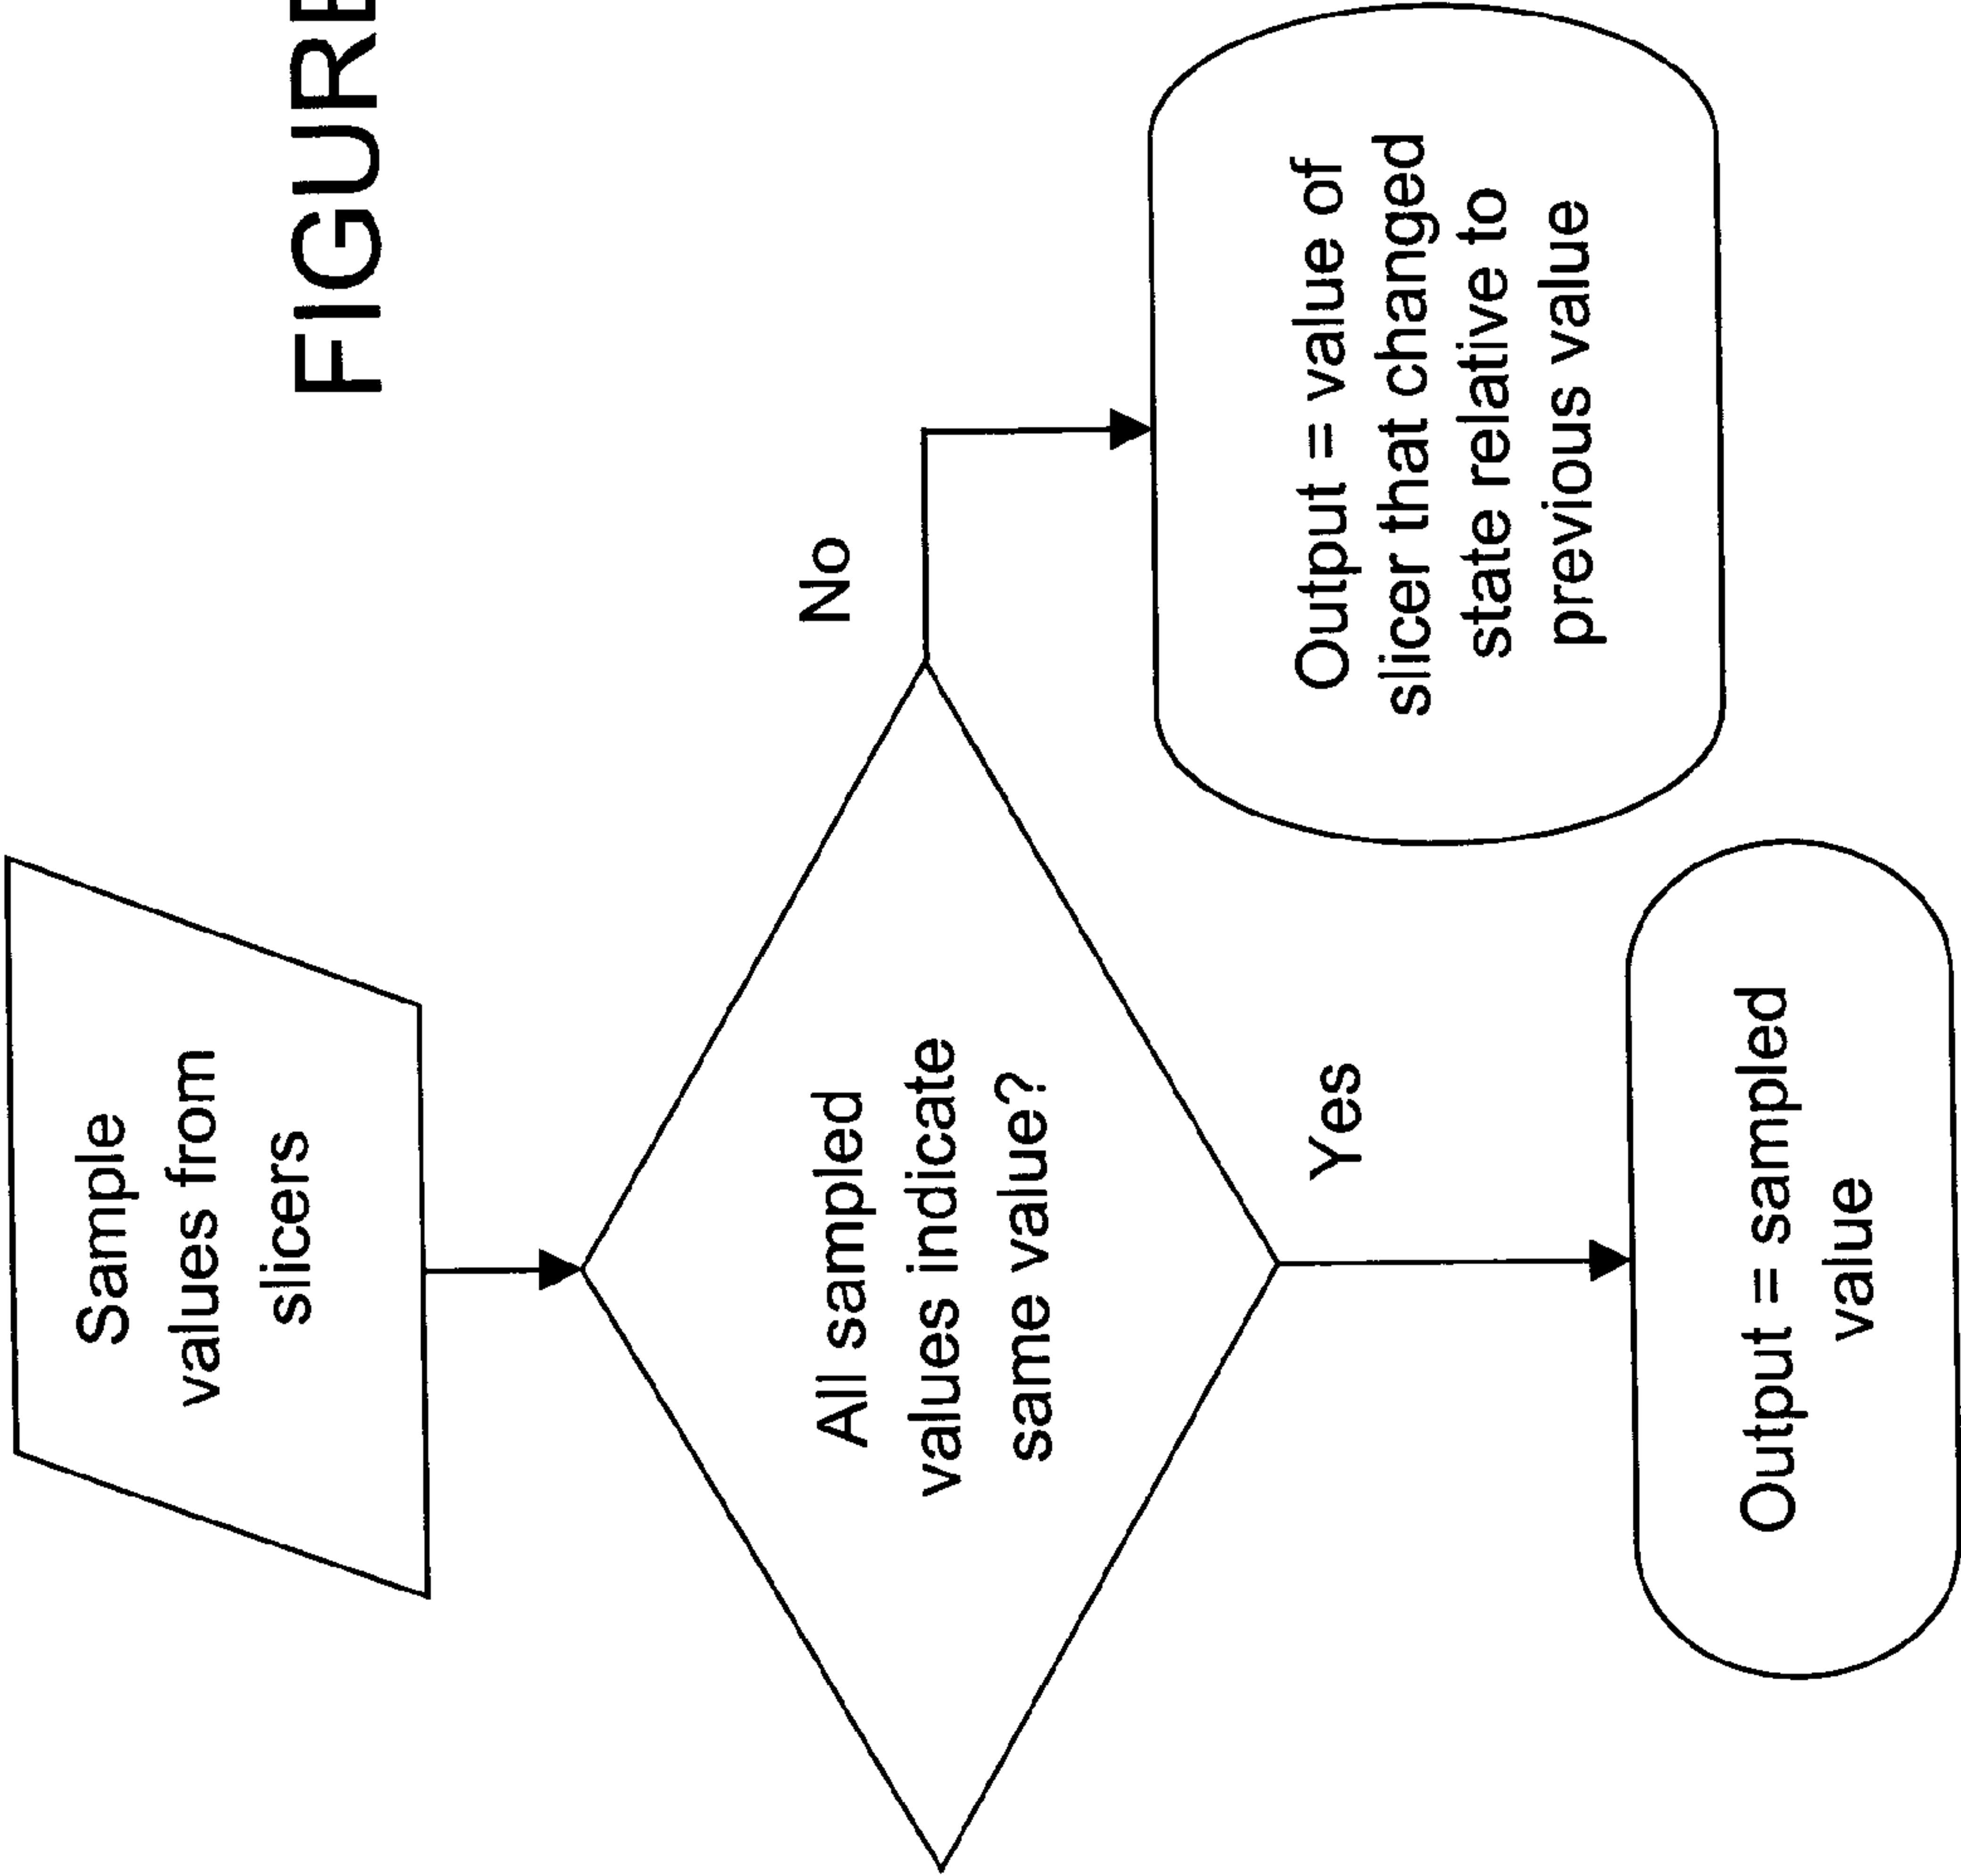 Sample
values from
slicers
FIGURE
All sampled
values indicate
same value?
No
Yes
Output = value of
slicer that changed
state relative to
previous value
Output = sampled
value